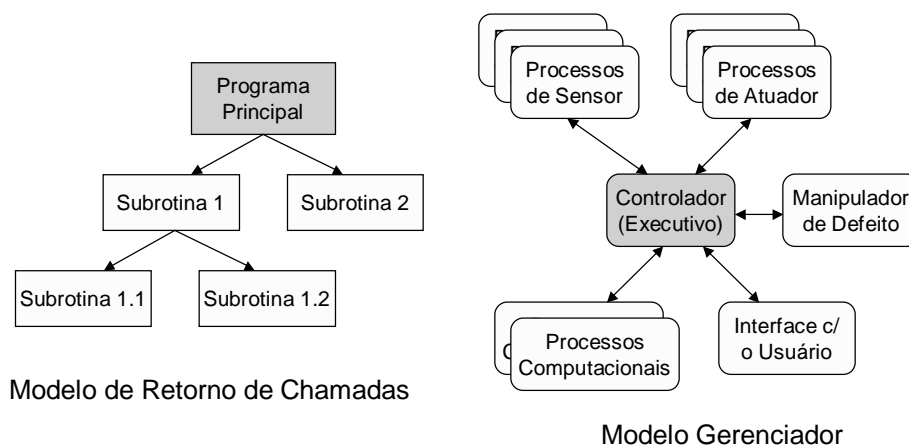 Programa
Principal
Subrotina 1
Subrotina 2
Subrotina 1.1
Subrotina 1.2
Modelo de Retorno de Chamadas
Processos
de Sensor
Processos
de Atuador
Controlador
(Executivo)
Manipulador
de Defeito
Processos
Computacionais
Interface c/
o Usuário
Modelo Gerenciador